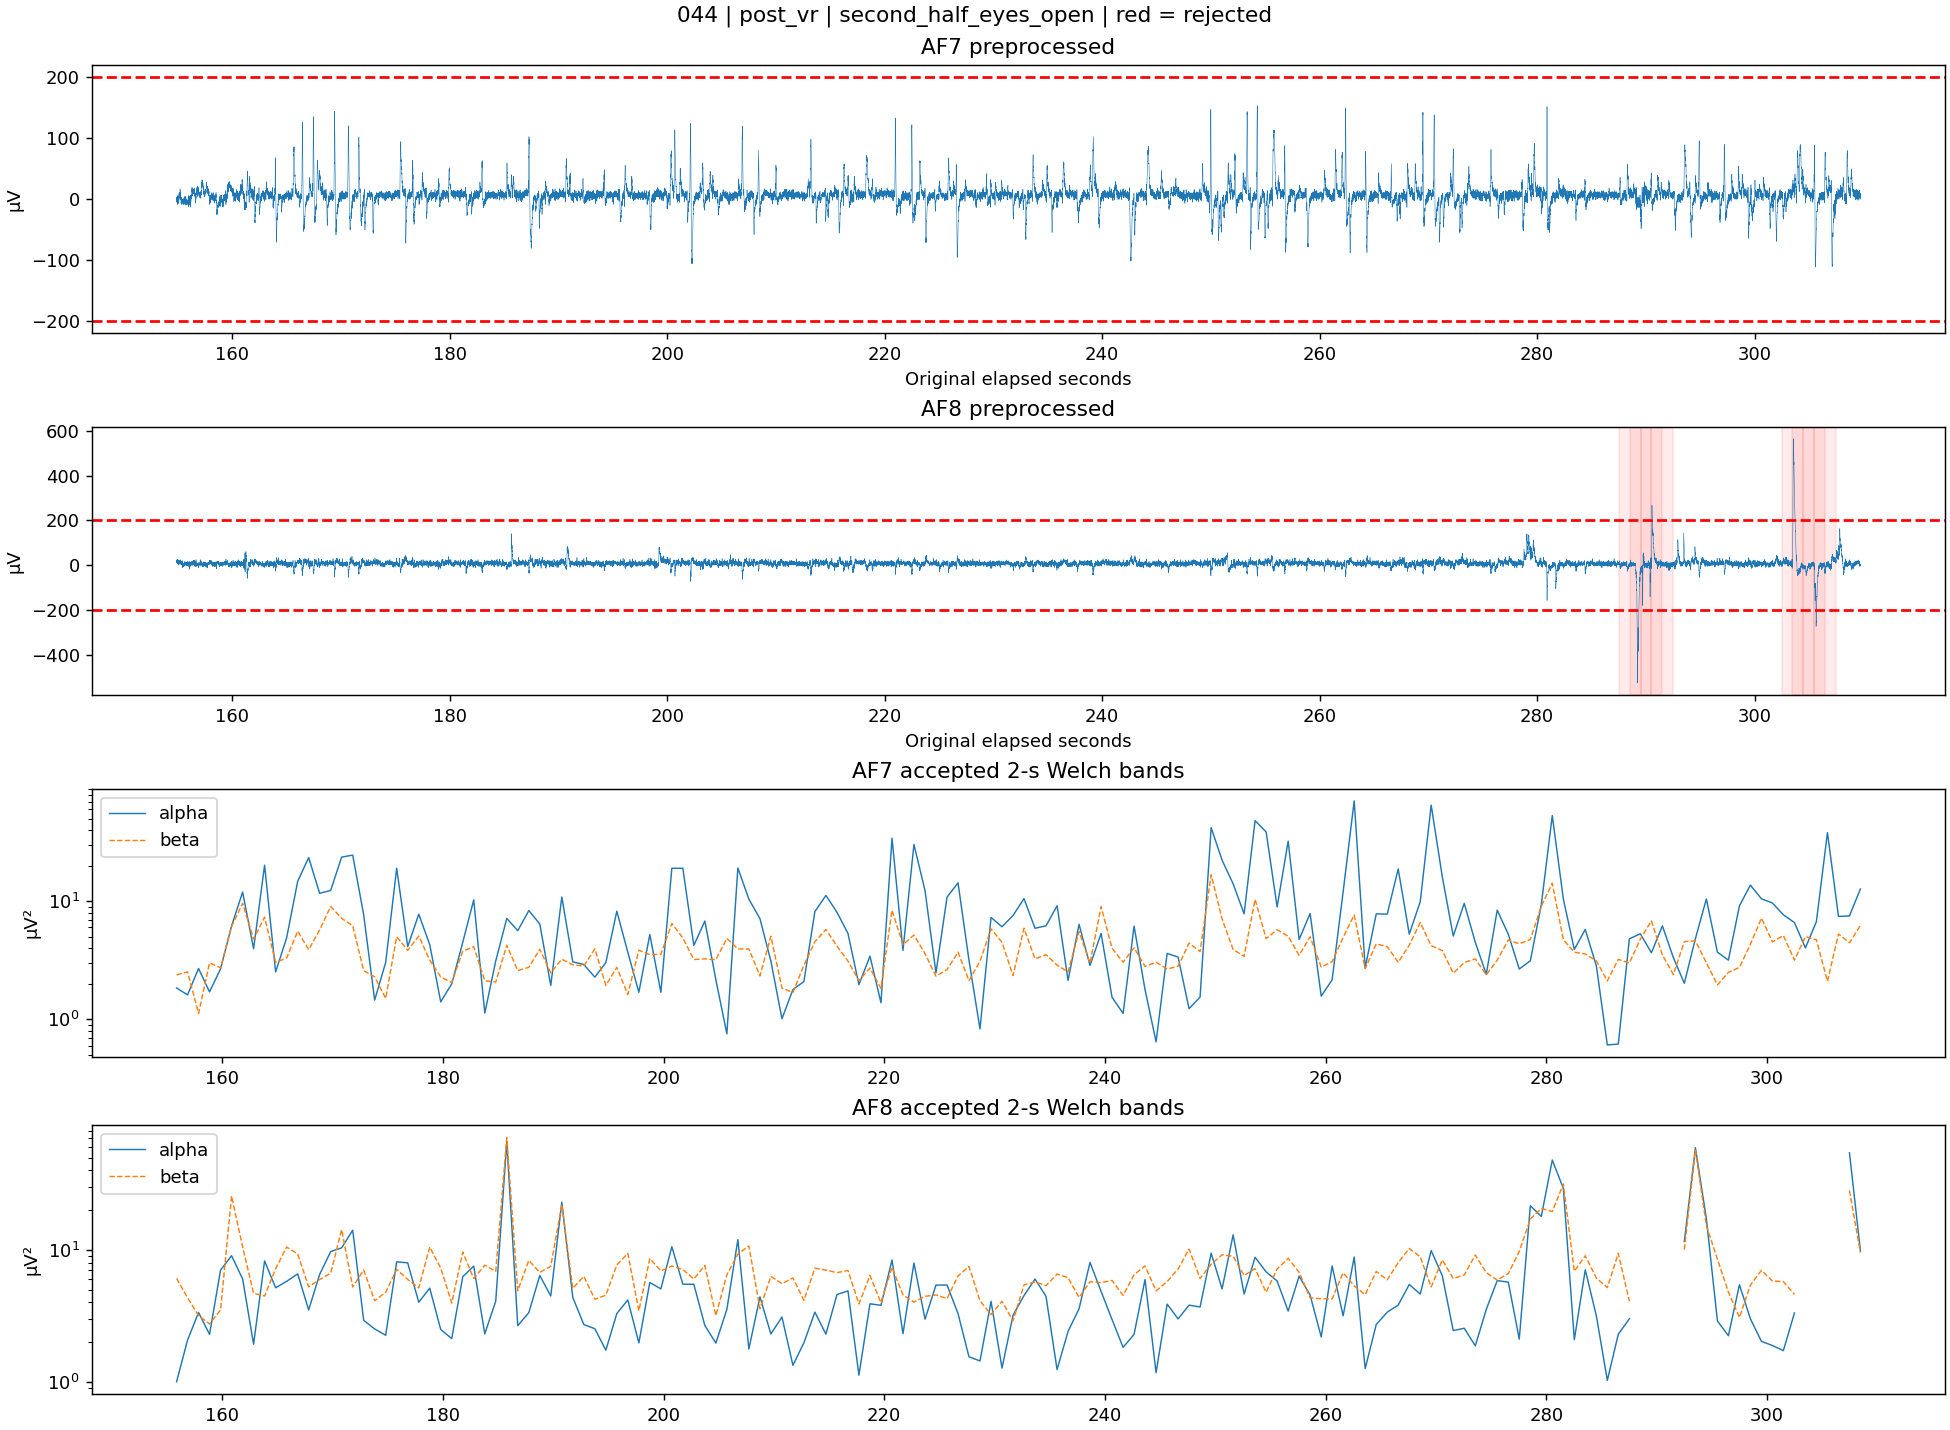 044 | post_vr | second_half_eyes_open | red = rejected
AF7 preprocessed
200
100
0
−100
−200
µV
160 180 200 220 240 260 280 300
Original elapsed seconds
AF8 preprocessed
600
400
200
0
−200
−400
µV
160 180 200 220 240 260 280 300
Original elapsed seconds
AF7 accepted 2-s Welch bands
alpha
beta
10¹
10⁰
µV²
160 180 200 220 240 260 280 300
AF8 accepted 2-s Welch bands
alpha
beta
10¹
10⁰
µV²
160 180 200 220 240 260 280 300